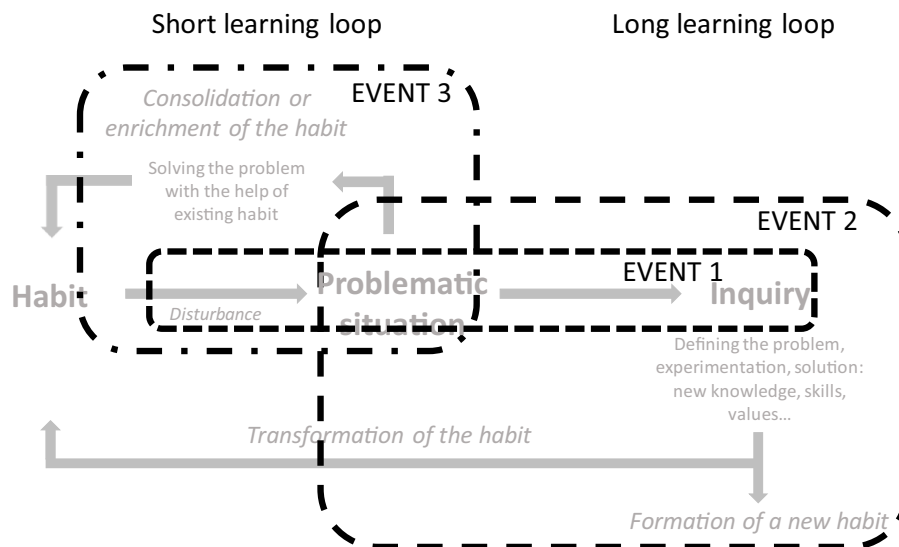 Short learning loop
Long learning loop
EVENT 3
Consolidation or
enrichment of the habit
Solving the problem
with the help of
existing habit
EVENT 2
EVENT 1
Habit
Disturbance
Problematic
situation
Inquiry
Defining the problem,
experimentation, solution:
new knowledge, skills,
values...
Transformation of the habit
Formation of a new habit